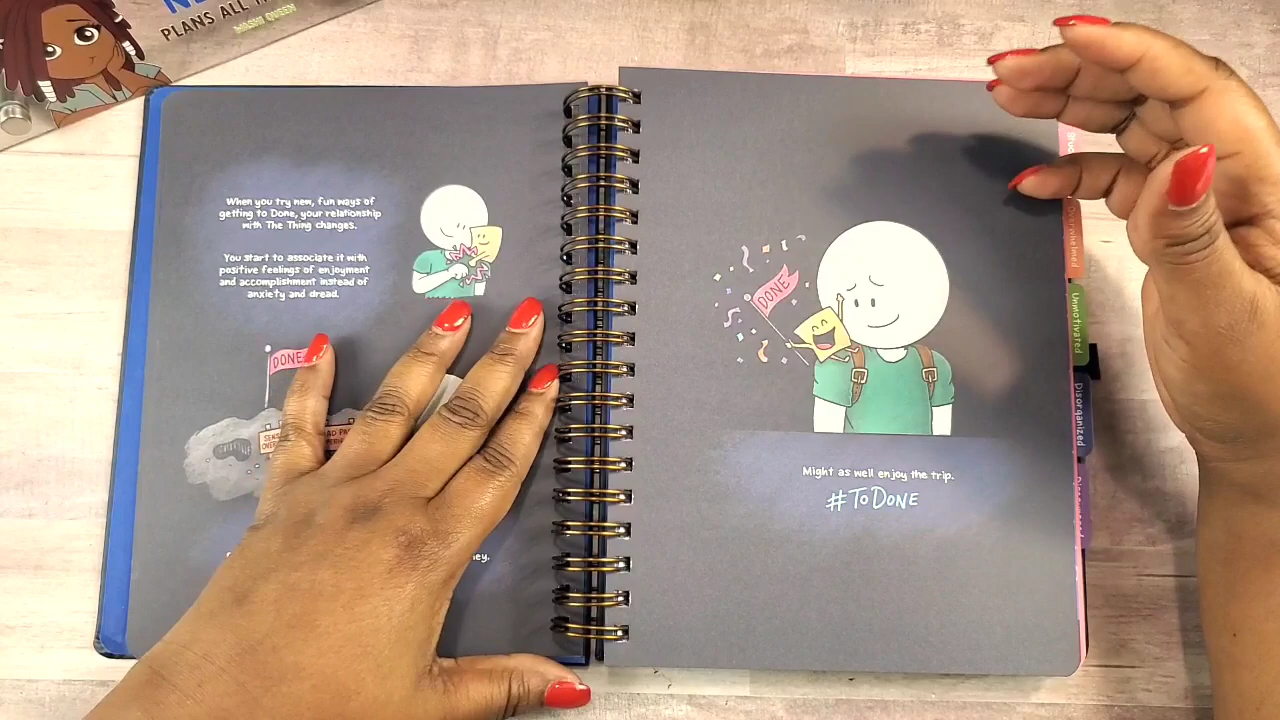 PLANS ALL
WASHI QUEEN
When you try new, fun ways of
getting to Done, your relationship
with The Thing changes.
You start to associate it with
positive feelings of enjoyment
and accomplishment instead of
anxiety and dread.
DONE
DONE
Might as well enjoy the trip.
#TODONE
Overwhelmed
Unmotivated
Disorganized